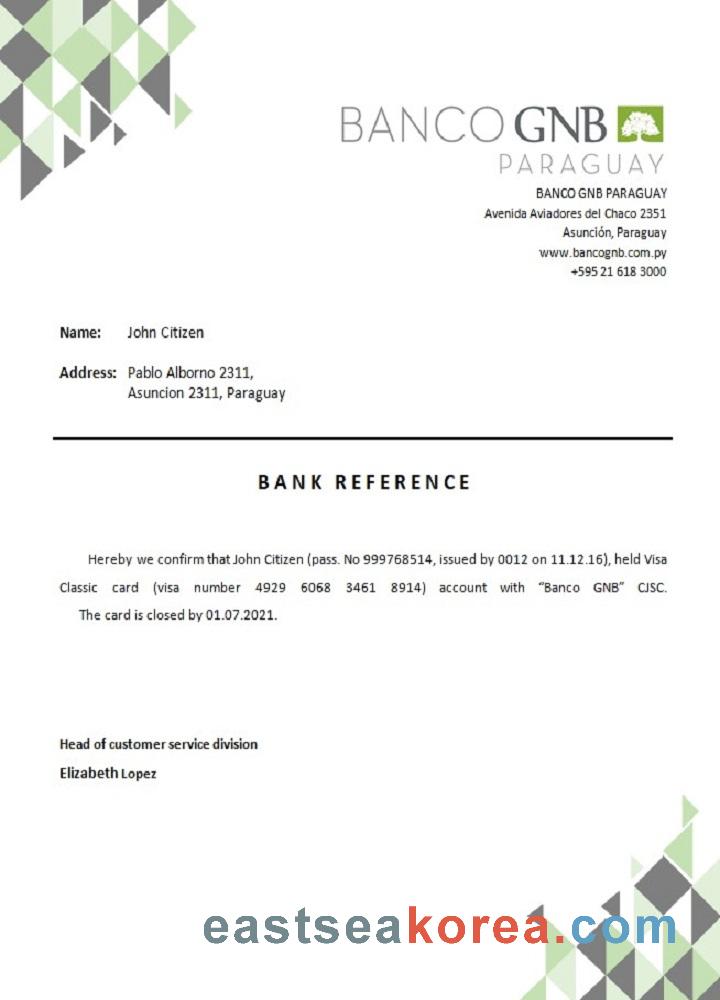 BANCO GNB
PARAGUAY
BANCO GNB PARAGUAY
Avenida Aviadores del Chaco 2351
Asunción, Paraguay
www.bancognb.com.py
+595 21 618 3000
Name: John Citizen
Address: Pablo Alborno 2311,
Asuncion 2311, Paraguay
BANK REFERENCE
Hereby we confirm that John Citizen (pass. No 999768514, issued by 0012 on 11.12.16), held Visa
Classic card (visa number 4929 6068 3461 8914) account with “Banco GNB” CJSC.
The card is closed by 01.07.2021.
Head of customer service division
Elizabeth Lopez
eastseakorea.com